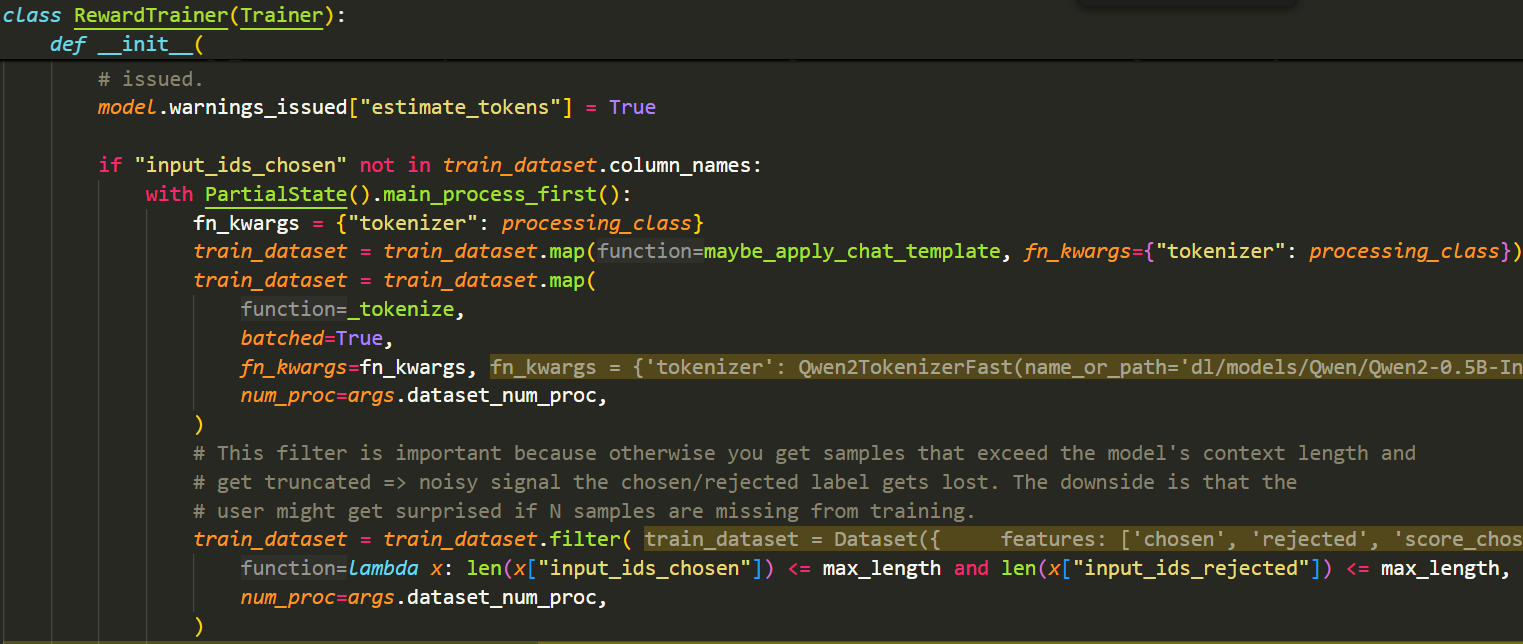 class RewardTrainer(Trainer):
    def __init__(
        # issued.
        model.warnings_issued["estimate_tokens"] = True

        if "input_ids_chosen" not in train_dataset.column_names:
            with PartialState().main_process_first():
                fn_kwargs = {"tokenizer": processing_class}
                train_dataset = train_dataset.map(function=maybe_apply_chat_template, fn_kwargs={"tokenizer": processing_class})
                train_dataset = train_dataset.map(
                    function=_tokenize,
                    batched=True,
                    fn_kwargs=fn_kwargs, fn_kwargs = {'tokenizer': Qwen2TokenizerFast(name_or_path='dl/models/Qwen/Qwen2-0.5B-In
                    num_proc=args.dataset_num_proc,
                )
                # This filter is important because otherwise you get samples that exceed the model's context length and
                # get truncated => noisy signal the chosen/rejected label gets lost. The downside is that the
                # user might get surprised if N samples are missing from training.
                train_dataset = train_dataset.filter( train_dataset = Dataset({     features: ['chosen', 'rejected', 'score_chos
                    function=lambda x: len(x["input_ids_chosen"]) <= max_length and len(x["input_ids_rejected"]) <= max_length,
                    num_proc=args.dataset_num_proc,
                )